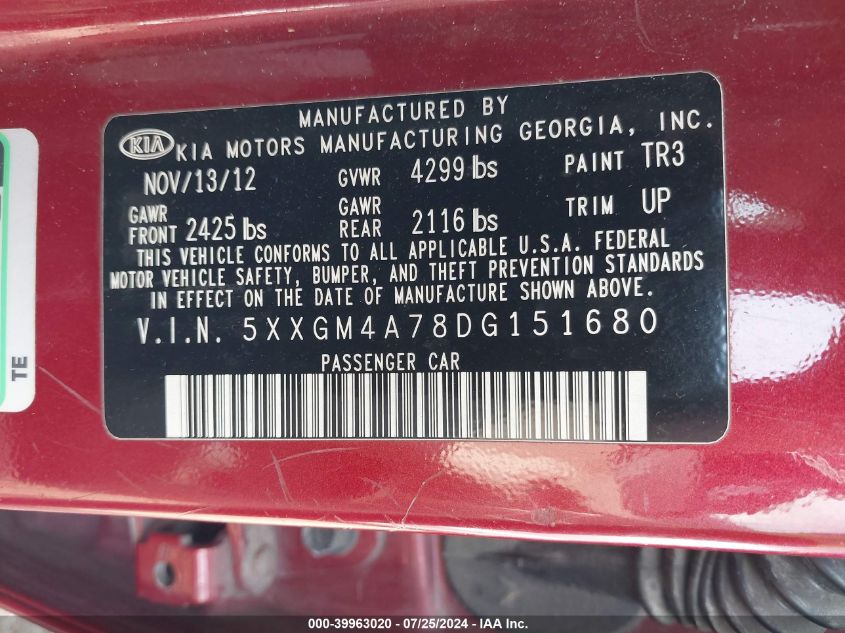 MANUFACTURED BY
KIA KIA MOTORS MANUFACTURING GEORGIA, INC.
NOV/13/12 GVWR 4299 lbs PAINT TR3
GAWR FRONT 2425 lbs GAWR REAR 2116 lbs TRIM UP
THIS VEHICLE CONFORMS TO ALL APPLICABLE U.S.A. FEDERAL
MOTOR VEHICLE SAFETY, BUMPER, AND THEFT PREVENTION STANDARDS
IN EFFECT ON THE DATE OF MANUFACTURE SHOWN ABOVE.
V.I.N. 5XXGM4A78DG151680
PASSENGER CAR
TE
000-39963020 - 07/25/2024 - IAA Inc.